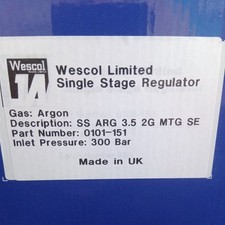 Wescol
14
Wescol Limited
Single Stage Regulator
Gas: Argon
Description: SS ARG 3.5 2G MTG SE
Part Number: 0101-151
Inlet Pressure: 300 Bar
Made in UK